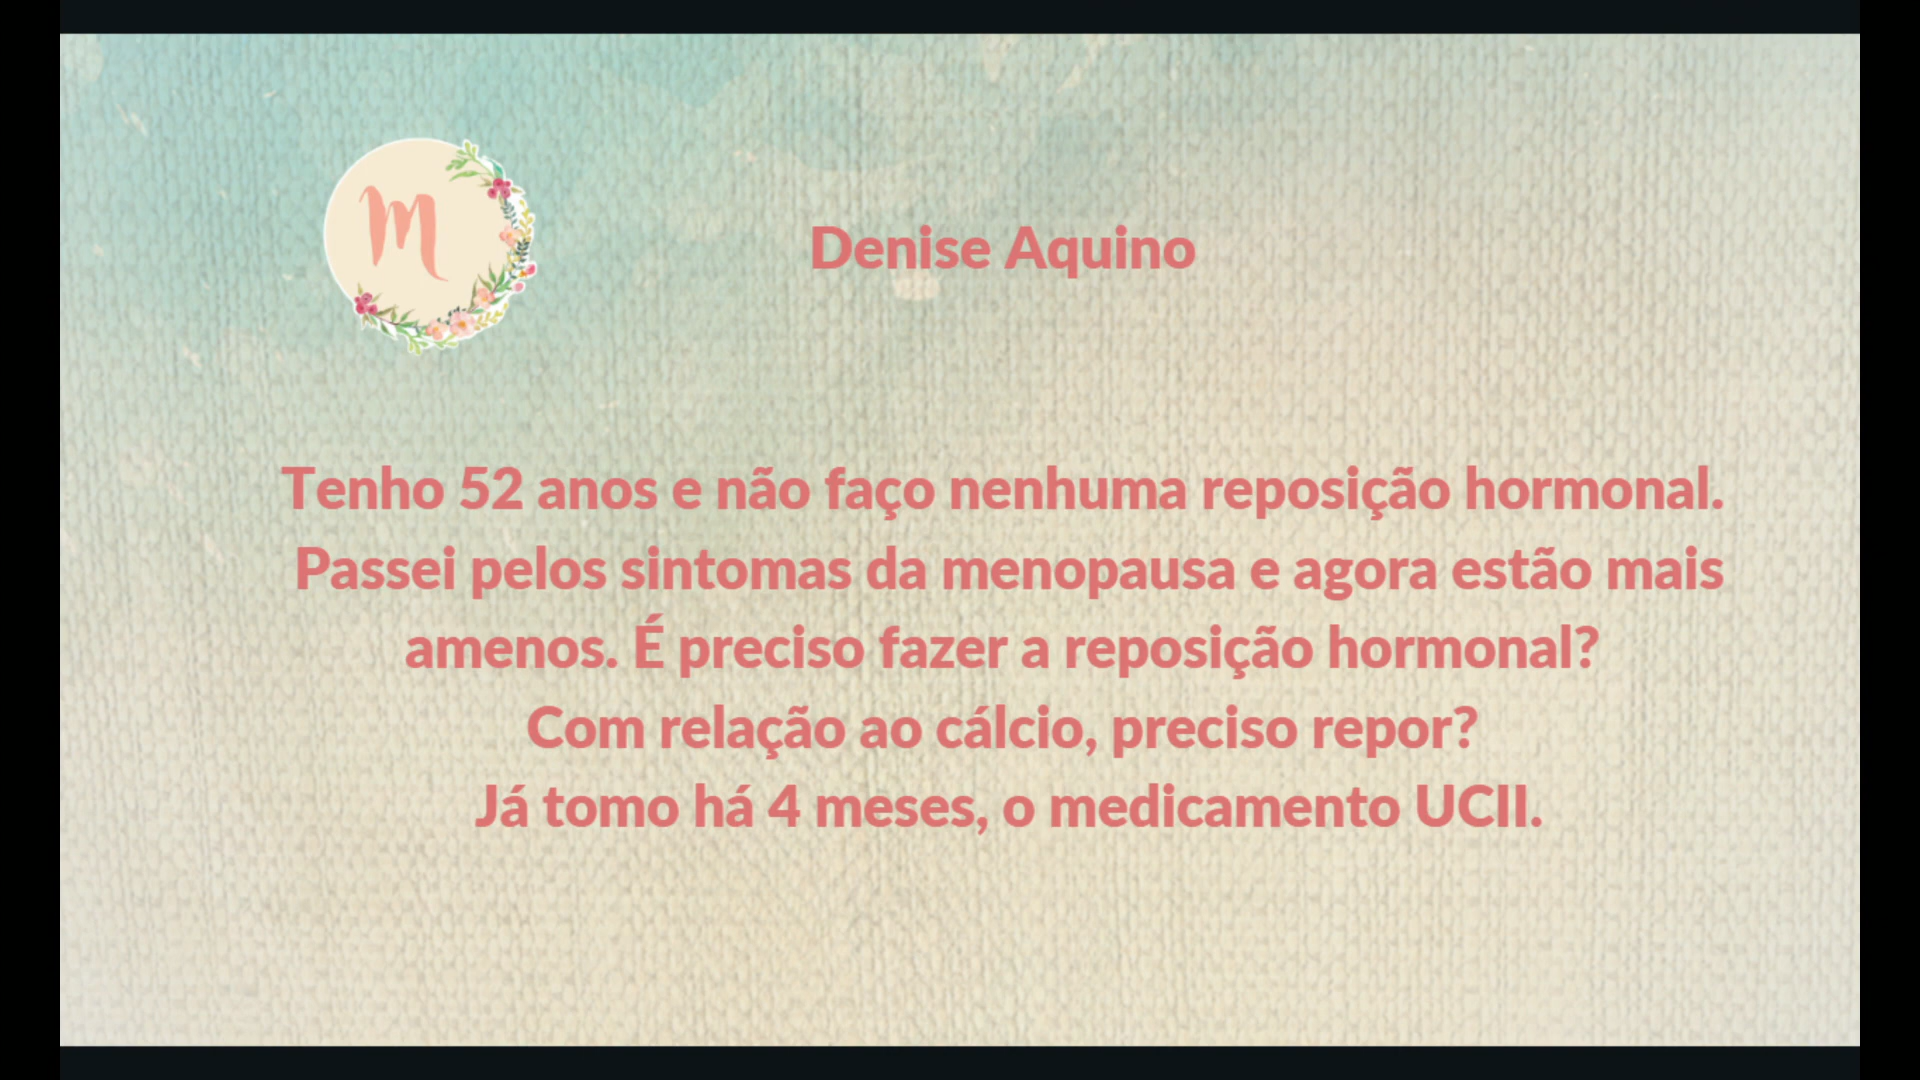 M
Denise Aquino
Tenho 52 anos e não faço nenhuma reposição hormonal.
Passei pelos sintomas da menopausa e agora estão mais
amenos. É preciso fazer a reposição hormonal?
Com relação ao cálcio, preciso repor?
Já tomo há 4 meses, o medicamento UCII.